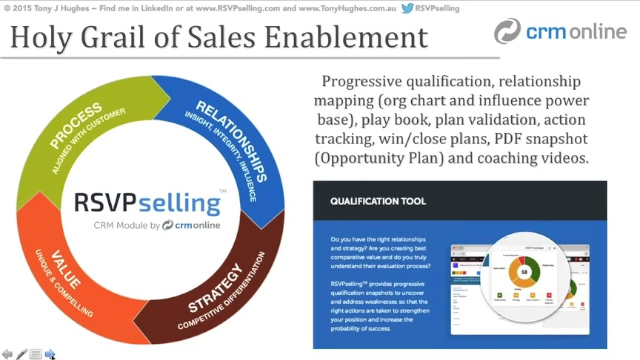 © 2015 Tony J Hughes – Find me in LinkedIn or at www.RSVPselling.com and www.TonyHughes.com.au RSVPselling
Holy Grail of Sales Enablement
crmonline
PROCESS
ALIGNED WITH CUSTOMER
RELATIONSHIPS
INSIGHT, INTEGRITY, INFLUENCE
RSVPselling™
CRM Module by crmonline
VALUE
UNIQUE & COMPELLING
STRATEGY
COMPETITIVE DIFFERENTIATION
Progressive qualification, relationship
mapping (org chart and influence power
base), play book, plan validation, action
tracking, win/close plans, PDF snapshot
(Opportunity Plan) and coaching videos.
QUALIFICATION TOOL
Do you have the right relationships
and strategy? Are you creating best
comparative value and do you truly
understand their evaluation process?
RSVPselling™ provides progressive
qualification snapshots to uncover
and address weaknesses so that the
right actions are taken to strengthen
your position and increase the
probability of success.
58